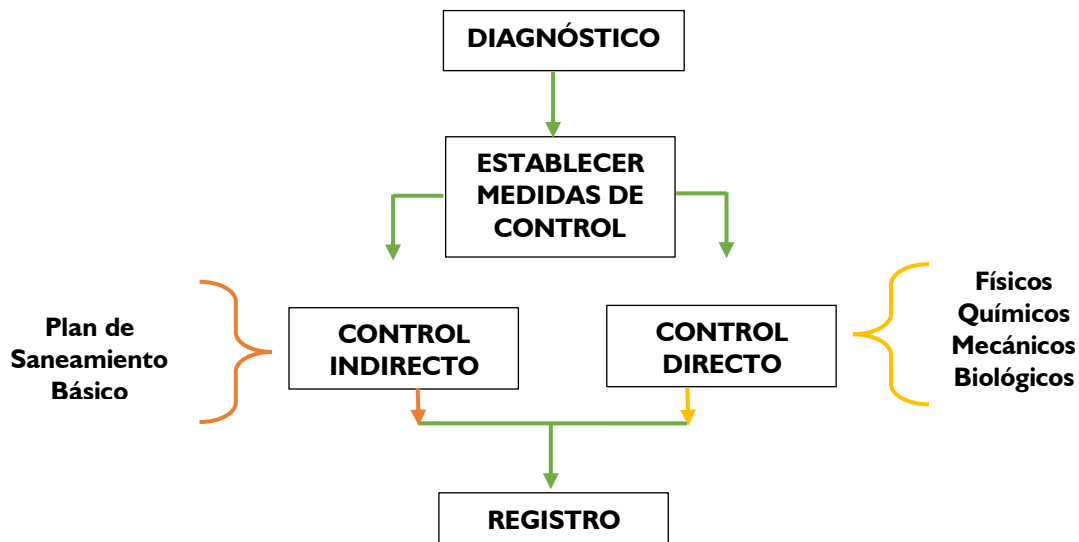 DIAGNÓSTICO
ESTABLECER
MEDIDAS DE
CONTROL
Plan de
Saneamiento
Básico
CONTROL
INDIRECTO
CONTROL
DIRECTO
Físicos
Químicos
Mecánicos
Biológicos
REGISTRO